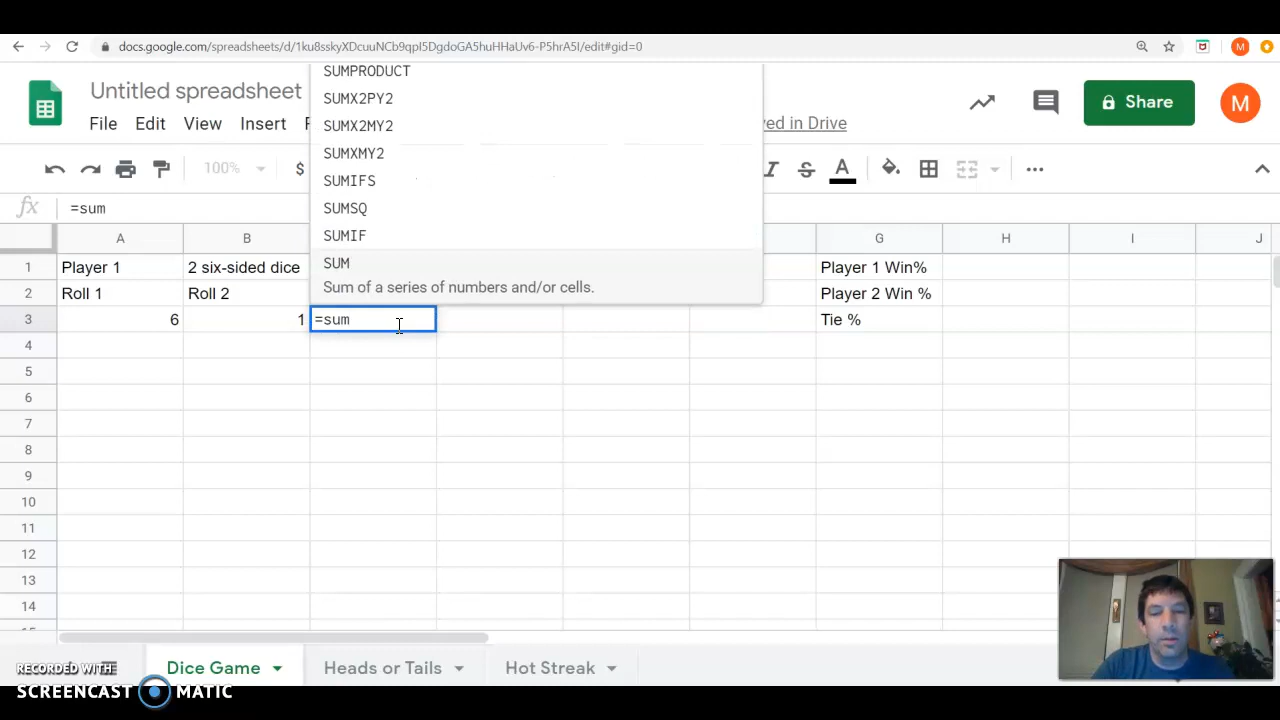 docs.google.com/spreadsheets/d/1ku8sskyXDcuuNCb9qpI5DgdoGA5huHHaUv6-P5hrA5I/edit#gid=0
M
Untitled spreadsheet
File Edit View Insert
ved in Drive
Share
M
100%
$
A
fx =sum
SUMPRODUCT
SUMX2PY2
SUMX2MY2
SUMXMY2
SUMIFS
SUMSQ
SUMIF
SUM
Sum of a series of numbers and/or cells.
A B G H I J
1 Player 1 2 six-sided dice Player 1 Win%
2 Roll 1 Roll 2 Player 2 Win %
3 6 1 =sum Tie %
4
5
6
7
8
9
10
11
12
13
14
Dice Game Heads or Tails Hot Streak
RECORDED WITH
SCREENCAST MATIC